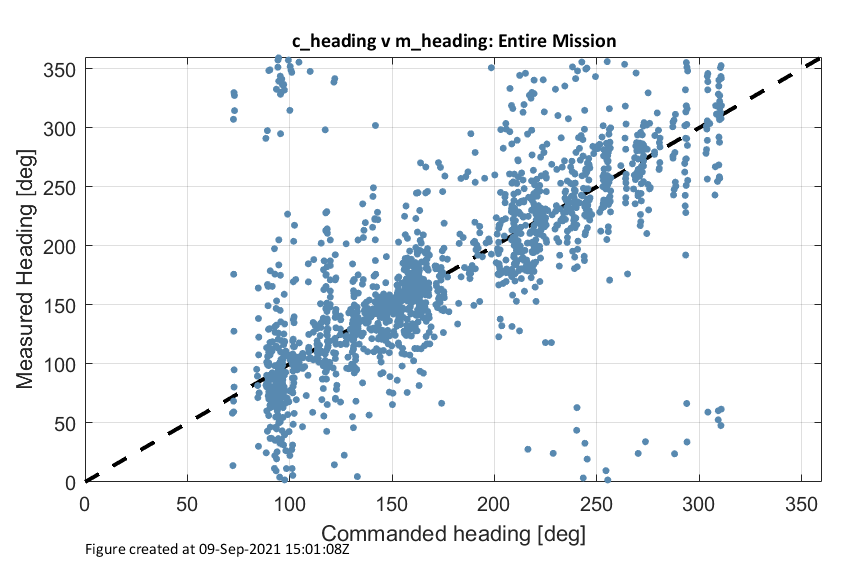 c_heading v m_heading: Entire Mission
Measured Heading [deg]
350
300
250
200
150
100
50
0
0 50 100 150 200 250 300 350
Commanded heading [deg]
Figure created at 09-Sep-2021 15:01:08Z